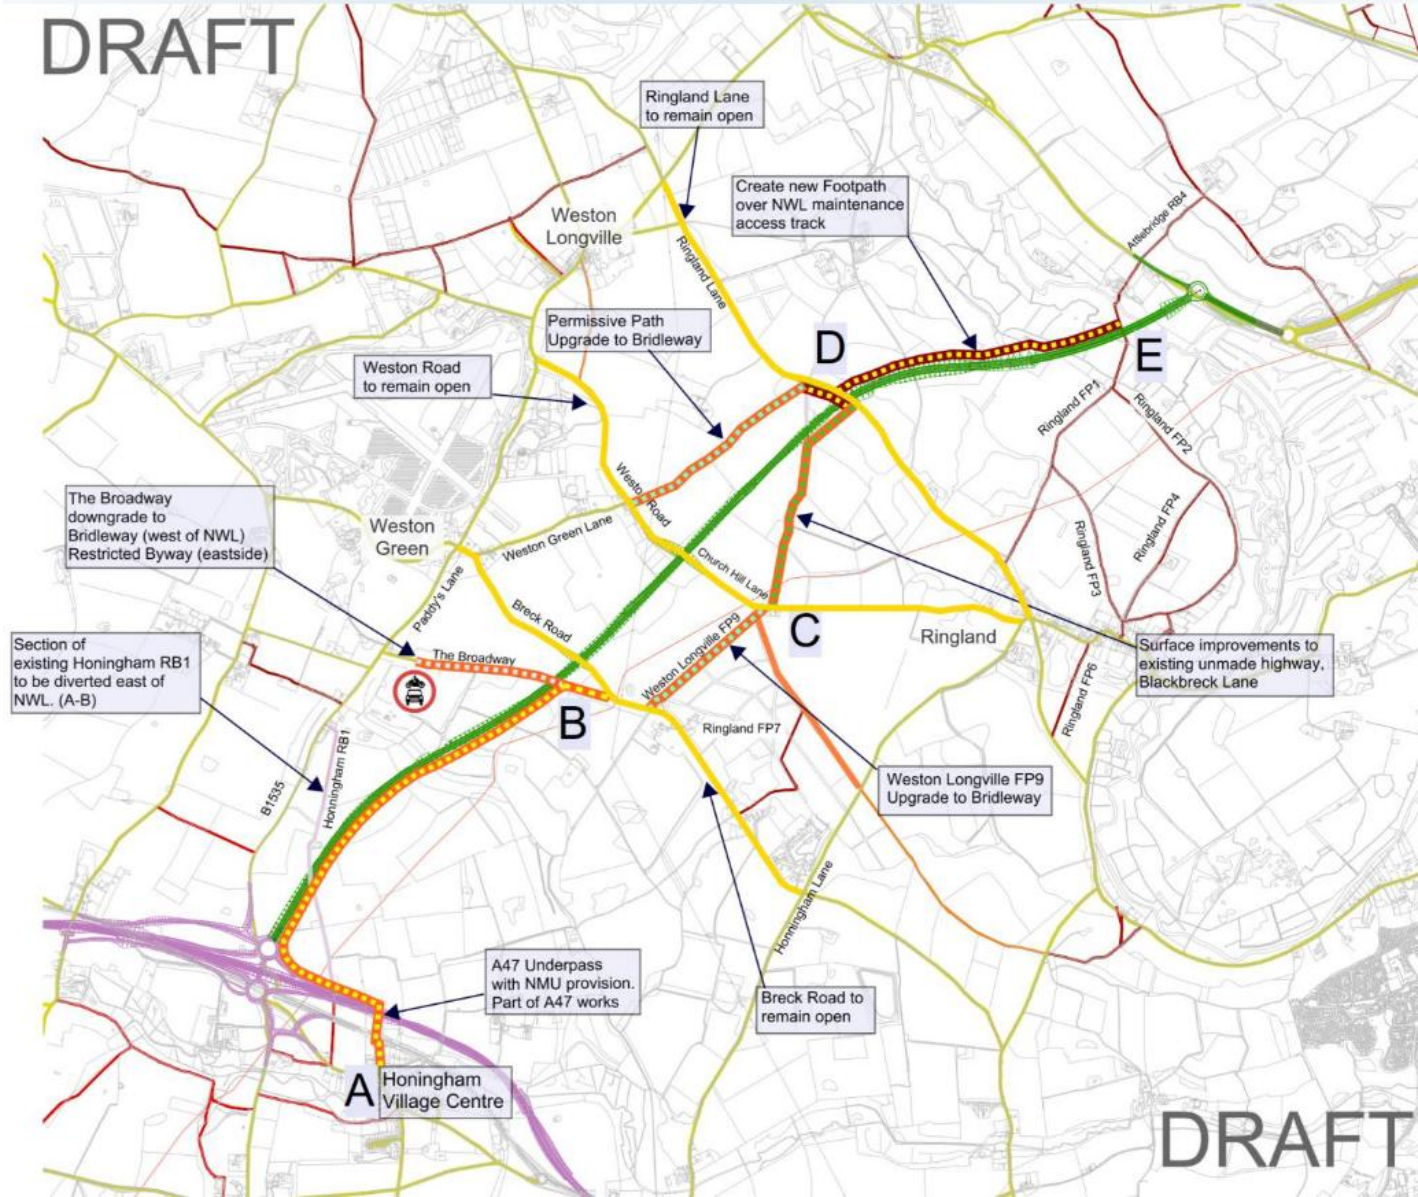 DRAFT
Ringland Lane
to remain open
Create new Footpath
over NWL maintenance
access track
Weston
Longville
Ringland Lane
Attlebridge RB4
Permissive Path
Upgrade to Bridleway
D
E
Weston Road
to remain open
Ringland FP1
Ringland FP2
The Broadway
downgrade to
Bridleway (west of NWL)
Restricted Byway (eastside)
Weston Road
Ringland FP4
Weston
Green
Weston Green Lane
Church Hill Lane
Ringland FP3
Paddy's Lane
Breck Road
C
Ringland
Section of
existing Honingham RB1
to be diverted east of
NWL. (A-B)
The Broadway
Weston Longville FP9
Surface improvements to
existing unmade highway,
Blackbreck Lane
B
Ringland FP6
Ringland FP7
B1535
Honningham RB1
Weston Longville FP9
Upgrade to Bridleway
Honningham Lane
A47 Underpass
with NMU provision.
Part of A47 works
Breck Road to
remain open
A
Honingham
Village Centre
DRAFT